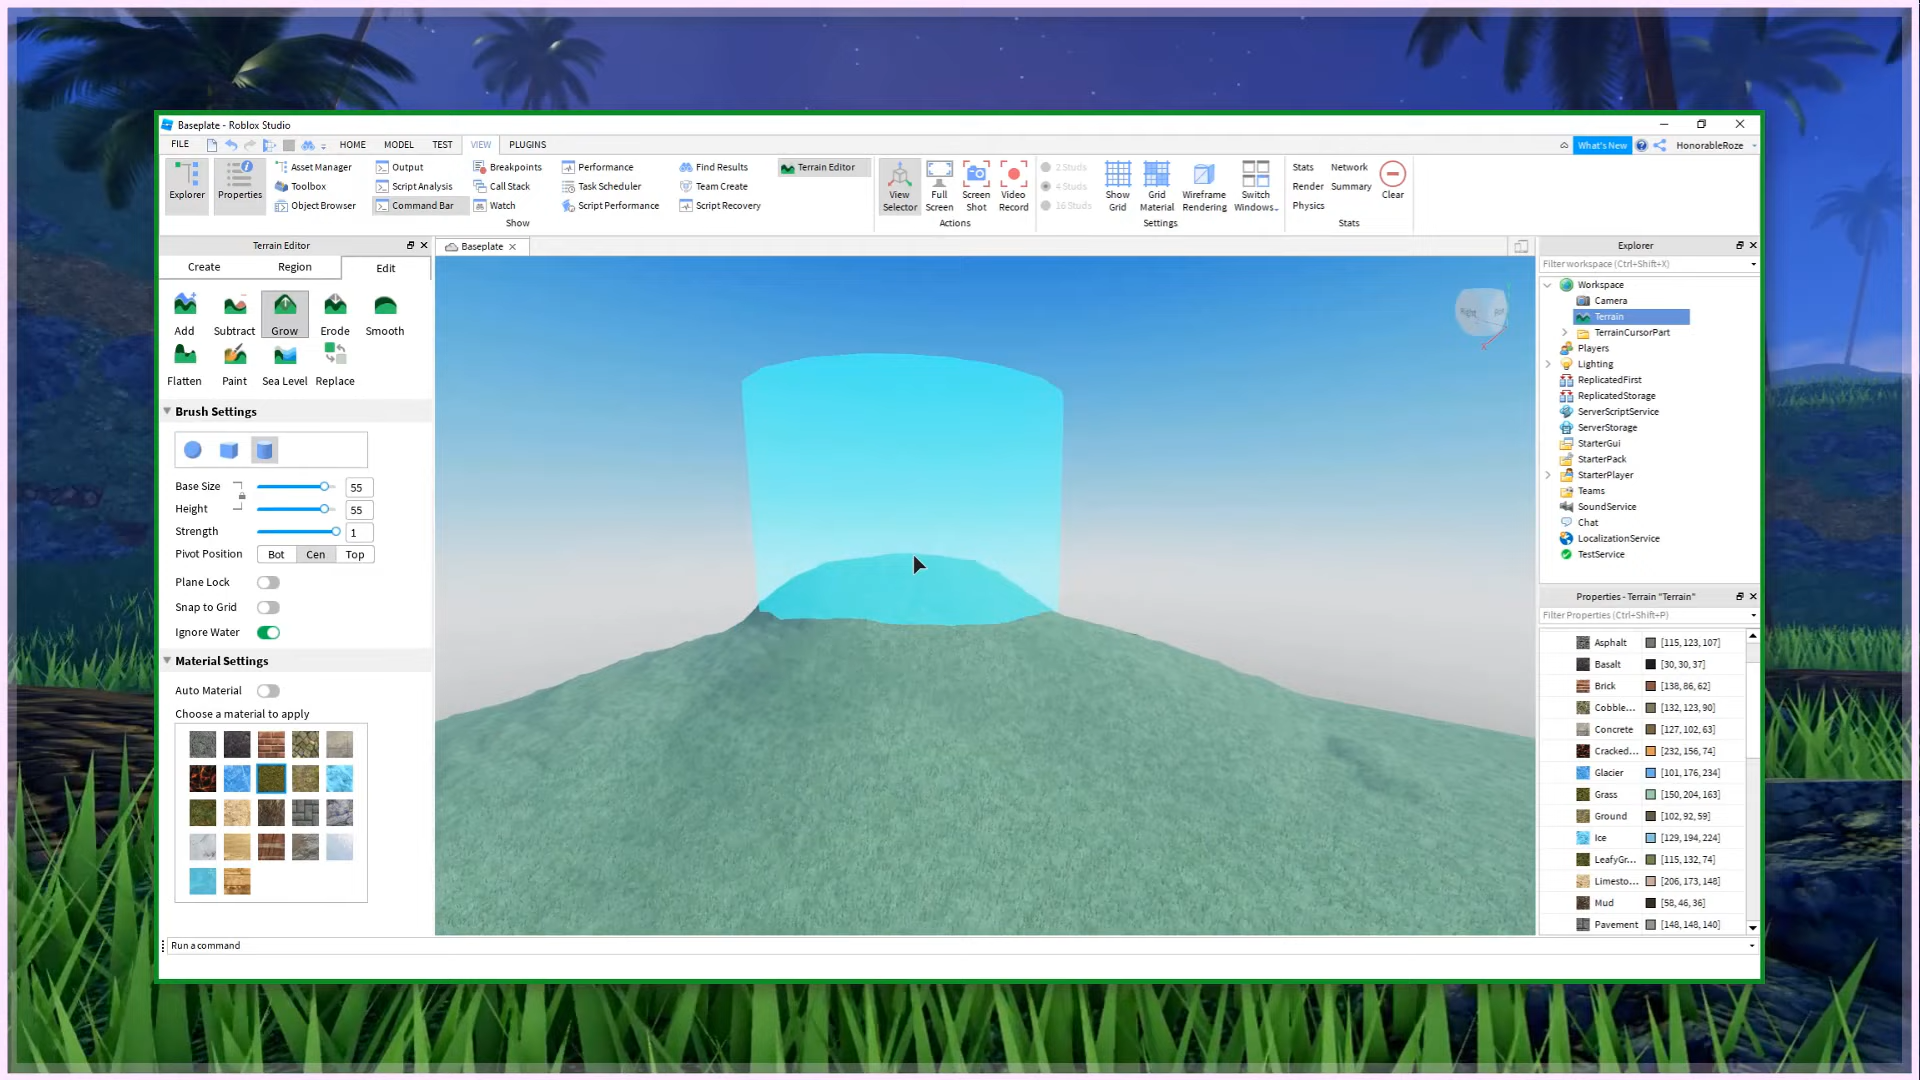 Baseplate - Roblox Studio
FILE HOME MODEL TEST VIEW PLUGINS What's New HonorableRoze
Explorer
Properties
Asset Manager
Toolbox
Object Browser
Output
Script Analysis
Command Bar
Breakpoints
Call Stack
Watch
Performance
Task Scheduler
Script Performance
Find Results
Team Create
Script Recovery
Terrain Editor
Show
View
Selector
Full
Screen
Screen
Shot
Video
Record
Actions
2 Studs
4 Studs
16 Studs
Show
Grid
Grid
Material
Wireframe
Rendering
Switch
Windows
Settings
Stats
Render
Physics
Network
Summary
Clear
Stats
Terrain Editor
Create Region Edit
Add Subtract Grow Erode Smooth
Flatten Paint Sea Level Replace
Brush Settings
Base Size 55
Height 55
Strength 1
Pivot Position Bot Cen Top
Plane Lock
Snap to Grid
Ignore Water
Material Settings
Auto Material
Choose a material to apply
Baseplate
Right
Explorer
Filter workspace (Ctrl+Shift+X)
Workspace
Camera
Terrain
TerrainCursorPart
Players
Lighting
ReplicatedFirst
ReplicatedStorage
ServerScriptService
ServerStorage
StarterGui
StarterPack
StarterPlayer
Teams
SoundService
Chat
LocalizationService
TestService
Properties - Terrain "Terrain"
Filter Properties (Ctrl+Shift+P)
Asphalt [115, 123, 107]
Basalt [30, 30, 37]
Brick [138, 86, 62]
Cobble... [132, 123, 90]
Concrete [127, 102, 63]
Cracked... [232, 156, 74]
Glacier [101, 176, 234]
Grass [150, 204, 163]
Ground [102, 92, 59]
Ice [129, 194, 224]
LeafyGr... [115, 132, 74]
Limesto... [206, 173, 148]
Mud [58, 46, 36]
Pavement [148, 148, 140]
Run a command